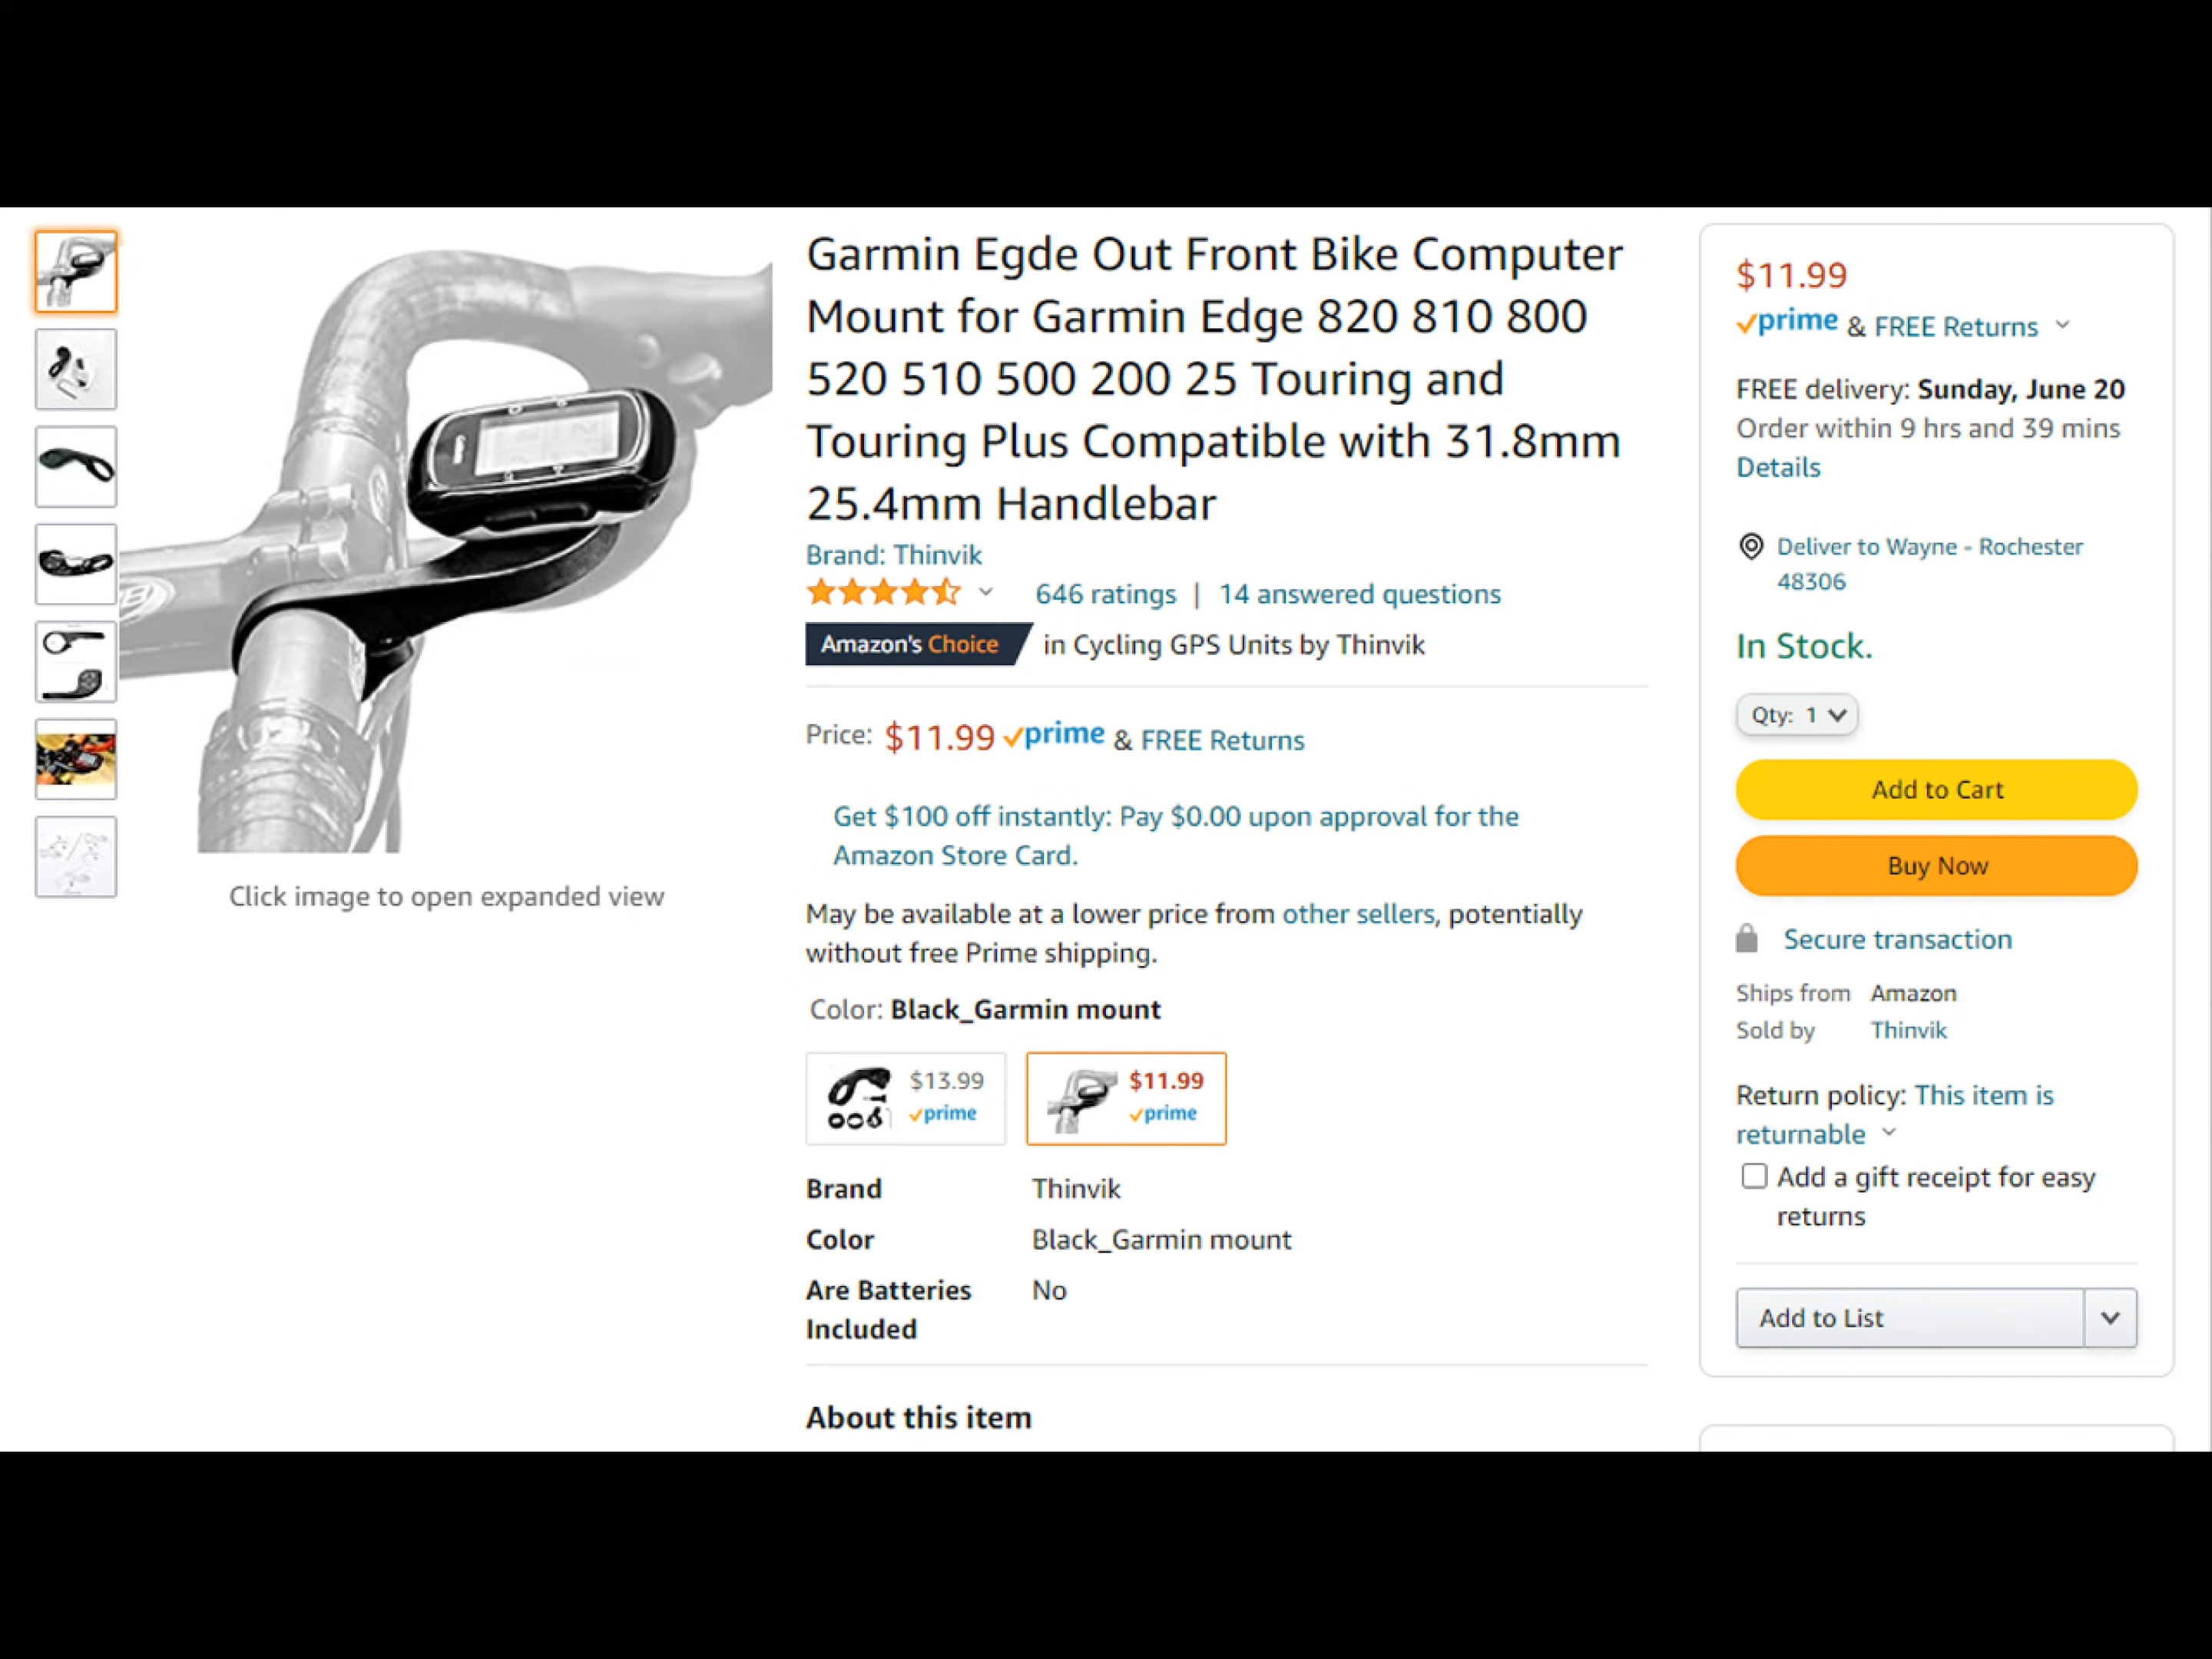 Garmin Egde Out Front Bike Computer
Mount for Garmin Edge 820 810 800
520 510 500 200 25 Touring and
Touring Plus Compatible with 31.8mm
25.4mm Handlebar
Brand: Thinvik
646 ratings | 14 answered questions
Amazon's Choice in Cycling GPS Units by Thinvik
Price: $11.99 prime & FREE Returns
Get $100 off instantly: Pay $0.00 upon approval for the
Amazon Store Card.
May be available at a lower price from other sellers, potentially
without free Prime shipping.
Color: Black_Garmin mount
$13.99 prime
$11.99 prime
Brand Thinvik
Color Black_Garmin mount
Are Batteries Included No
About this item
Click image to open expanded view
$11.99
prime & FREE Returns
FREE delivery: Sunday, June 20
Order within 9 hrs and 39 mins
Details
Deliver to Wayne - Rochester
48306
In Stock.
Qty: 1
Add to Cart
Buy Now
Secure transaction
Ships from Amazon
Sold by Thinvik
Return policy: This item is
returnable
Add a gift receipt for easy
returns
Add to List